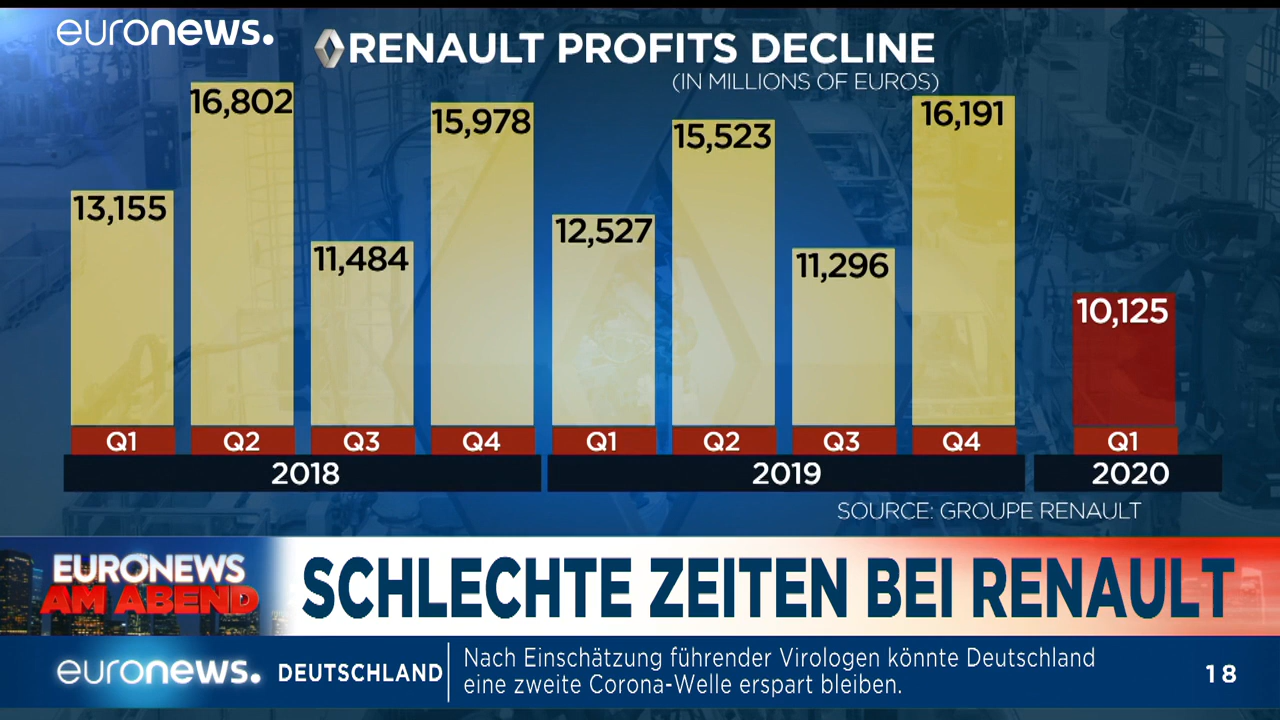 euronews.
RENAULT PROFITS DECLINE
(IN MILLIONS OF EUROS)
13,155
16,802
11,484
15,978
12,527
15,523
11,296
16,191
10,125
Q1 Q2 Q3 Q4 Q1 Q2 Q3 Q4 Q1
2018 2019 2020
SOURCE: GROUPE RENAULT
EURONEWS
AM ABEND
SCHLECHTE ZEITEN BEI RENAULT
euronews. DEUTSCHLAND
Nach Einschätzung führender Virologen könnte Deutschland
eine zweite Corona-Welle erspart bleiben.
18